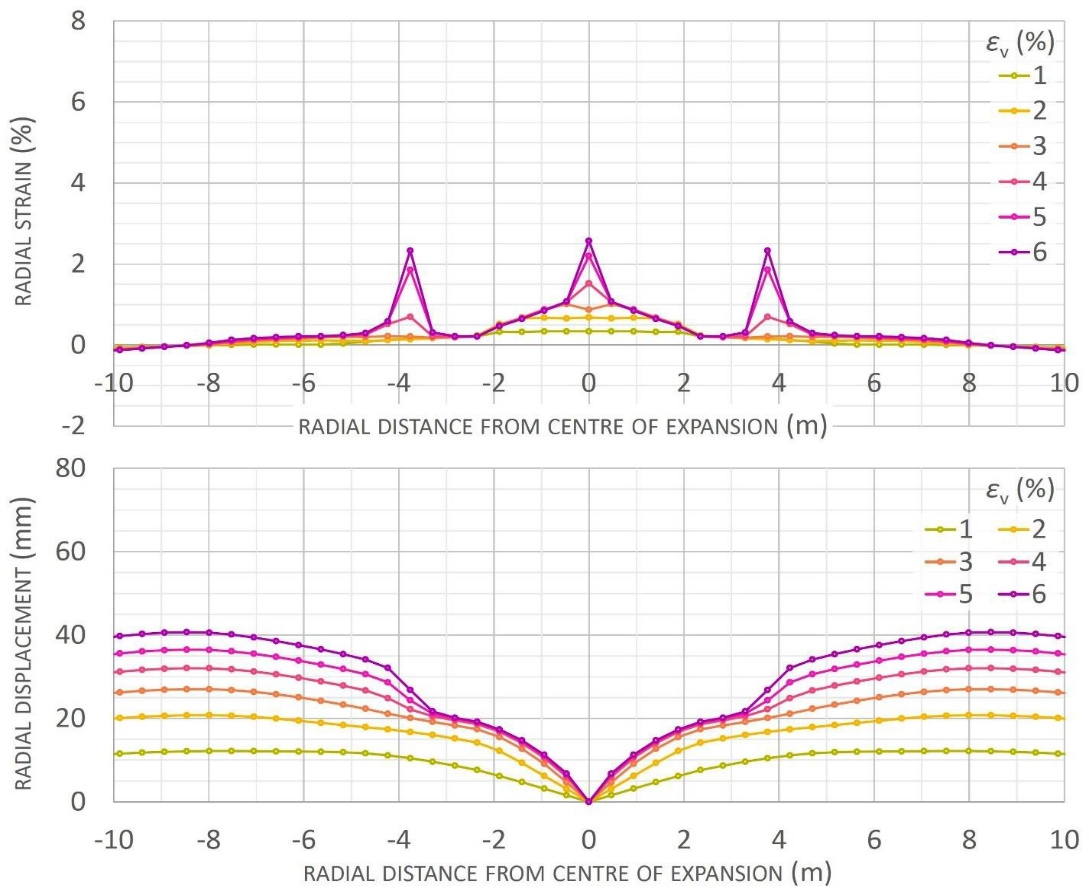 8
6
4
2
0
-2
RADIAL STRAIN (%)
εv (%)
1
2
3
4
5
6
-10 -8 -6 -4 -2 0 2 4 6 8 10
RADIAL DISTANCE FROM CENTRE OF EXPANSION (m)
80
60
40
20
0
RADIAL DISPLACEMENT (mm)
εv (%)
1 2
3 4
5 6
-10 -8 -6 -4 -2 0 2 4 6 8 10
RADIAL DISTANCE FROM CENTRE OF EXPANSION (m)